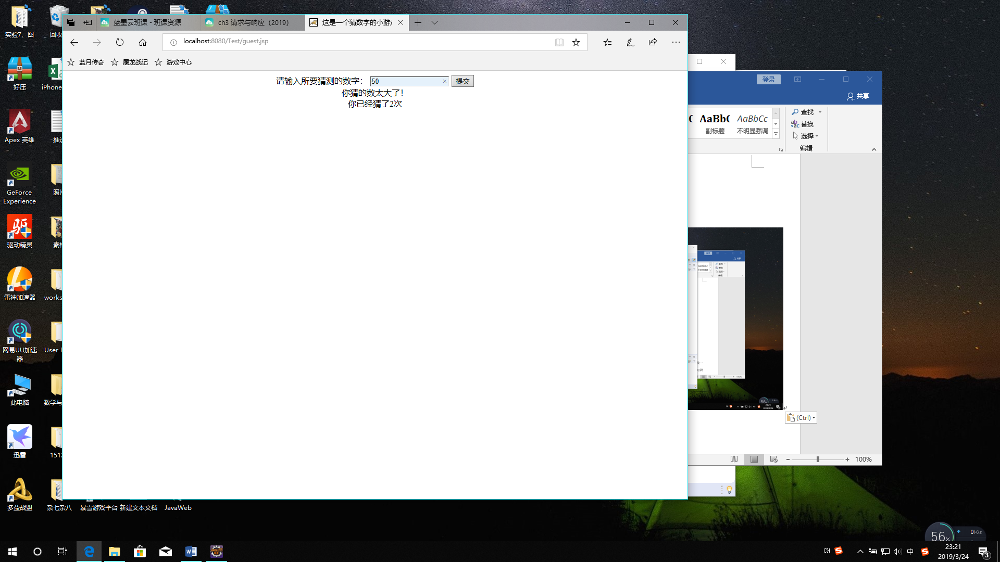 实验7、图
回收
好压
iPhone
Apex 英雄
推送
GeForce
Experience
照片
驱动精灵
素材
雷神加速器
works
网易UU加速
器
User D
此电脑
数学与
迅雷
151
多益战盟
杂七杂八
暴雪游戏平台
新建文本文档
JavaWeb
蓝墨云班课 - 班课资源
ch3 请求与响应（2019）
这是一个猜数字的小游戏
localhost:8080/Test/guest.jsp
蓝月传奇
屠龙战记
游戏中心
请输入所要猜测的数字：
50
提交
你猜的数太大了！
你已经猜了2次
登录
共享
AaBbC
AaBbCc
副标题
不明显强调
查找
替换
选择
编辑
(Ctrl)
100%
56%
0K/s
CH
中
23:21
2019/3/24
3